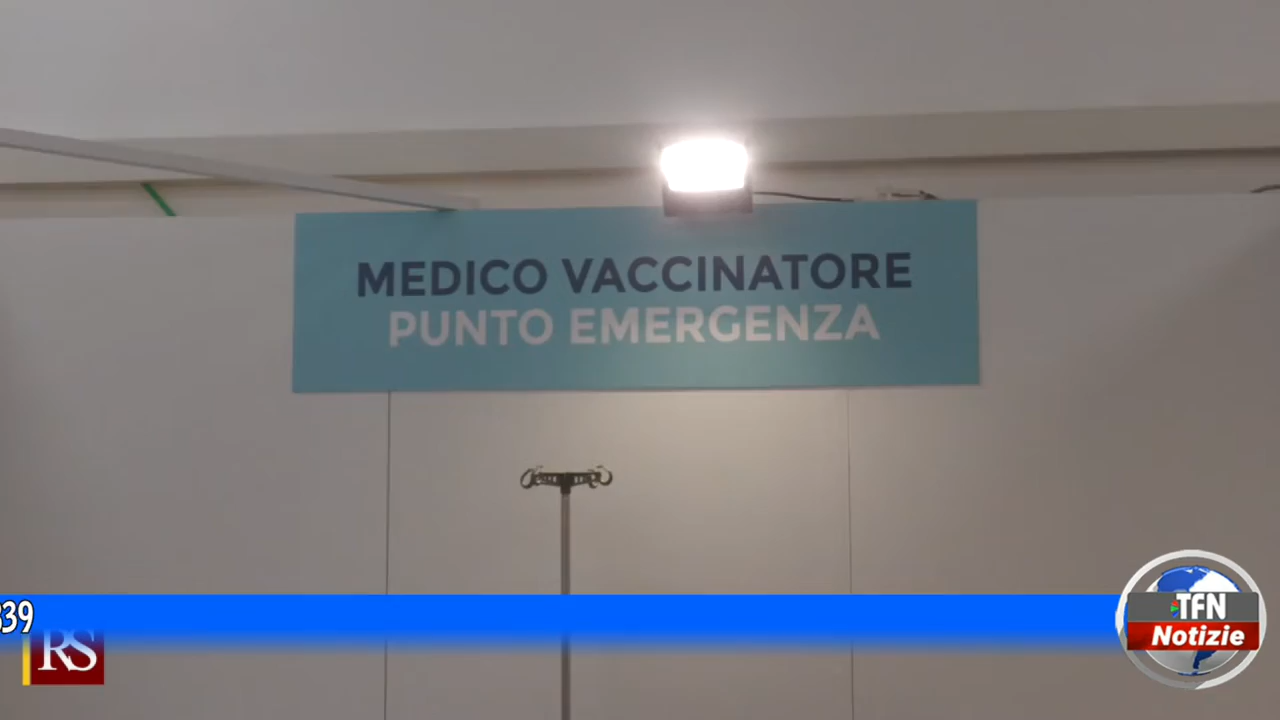 MEDICO VACCINATORE
PUNTO EMERGENZA
39
RS
TFN
Notizie